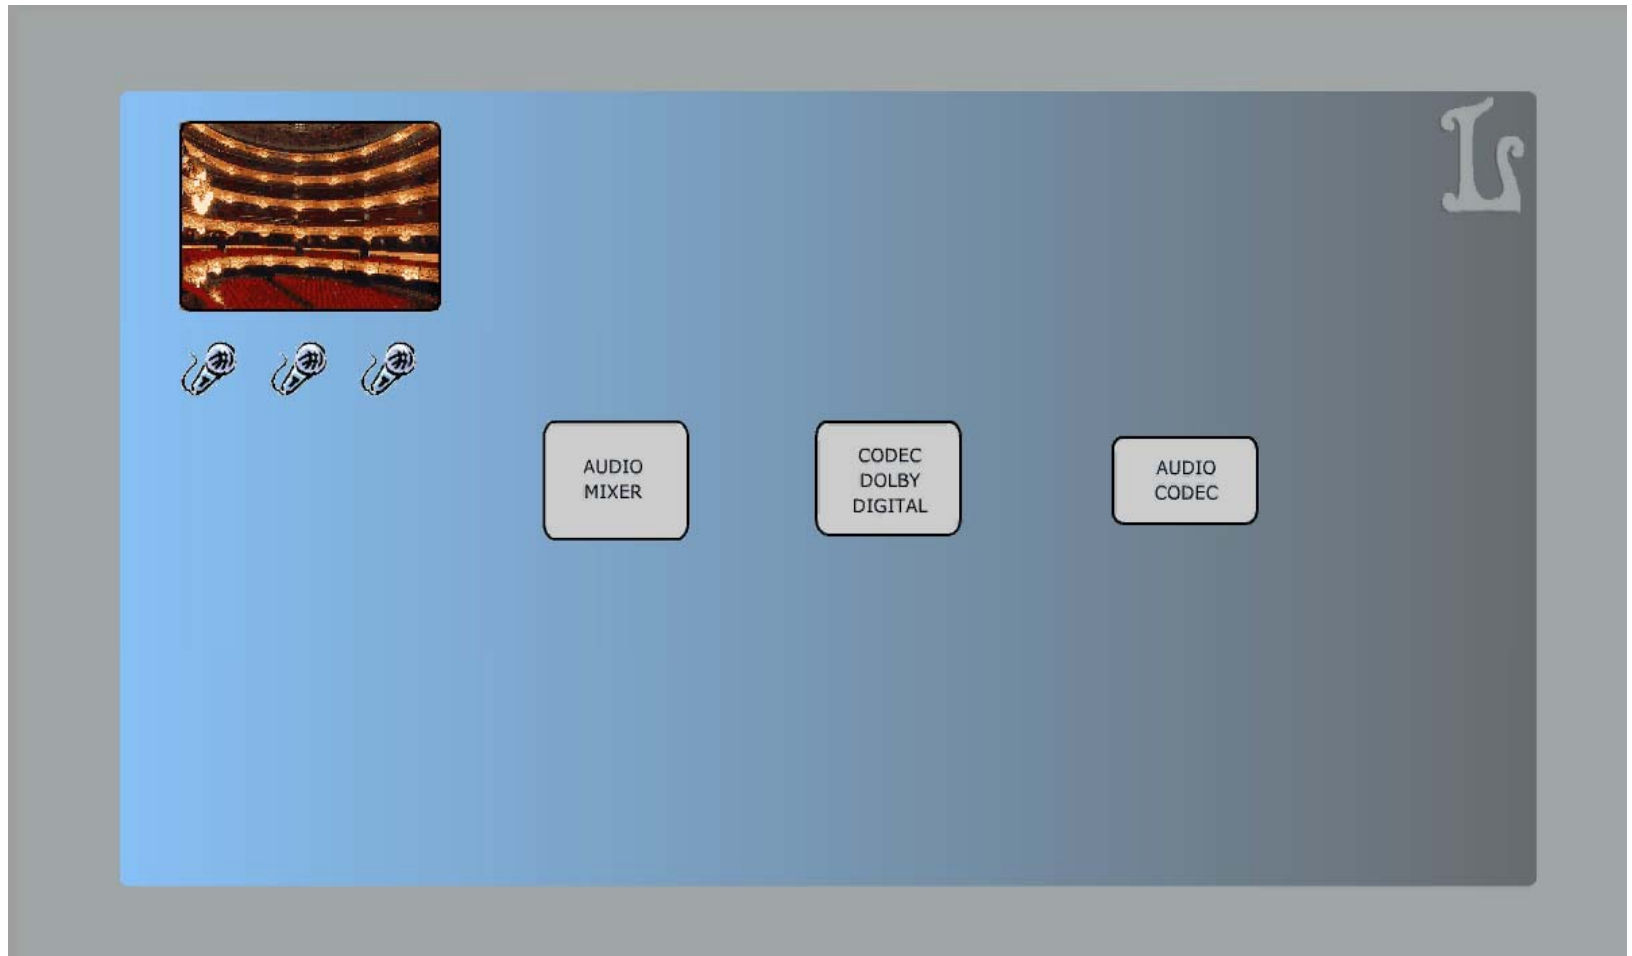 AUDIO
MIXER
CODEC
DOLBY
DIGITAL
AUDIO
CODEC